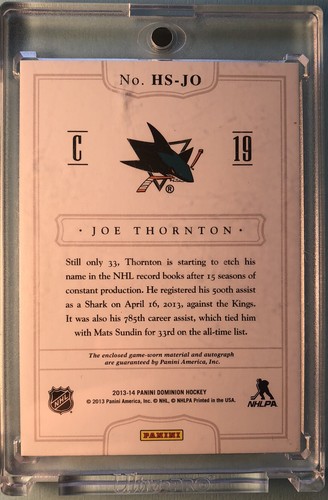 No. HS-JO
C
19
®
• JOE THORNTON •
Still only 33, Thornton is starting to etch his
name in the NHL record books after 15 seasons of
constant production. He registered his 500th assist
as a Shark on April 16, 2013, against the Kings.
It was also his 785th career assist, which tied him
with Mats Sundin for 33rd on the all-time list.
The enclosed game-worn material and autograph
are guaranteed by Panini America, Inc.
2013-14 PANINI DOMINION HOCKEY
© 2013 Panini America, Inc. © NHL, © NHLPA Printed in the USA.
NHL
NHLPA
PANINI